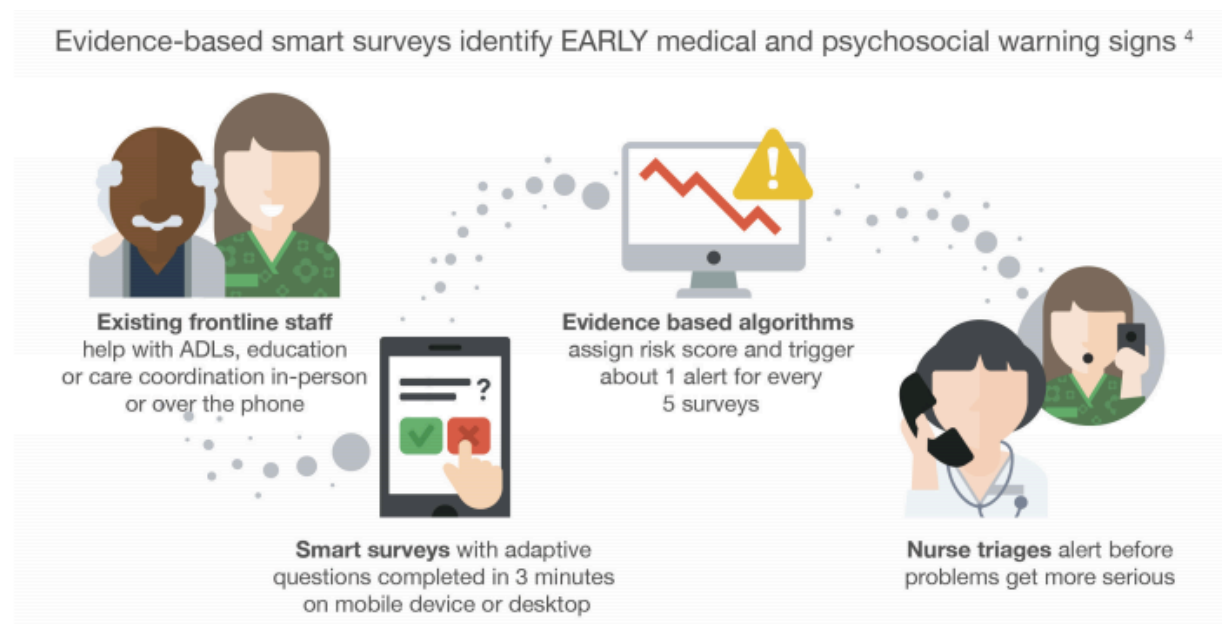 Evidence-based smart surveys identify EARLY medical and psychosocial warning signs 4
Existing frontline staff
help with ADLs, education
or care coordination in-person
or over the phone
?
Smart surveys with adaptive
questions completed in 3 minutes
on mobile device or desktop
!
Evidence based algorithms
assign risk score and trigger
about 1 alert for every
5 surveys
Nurse triages alert before
problems get more serious